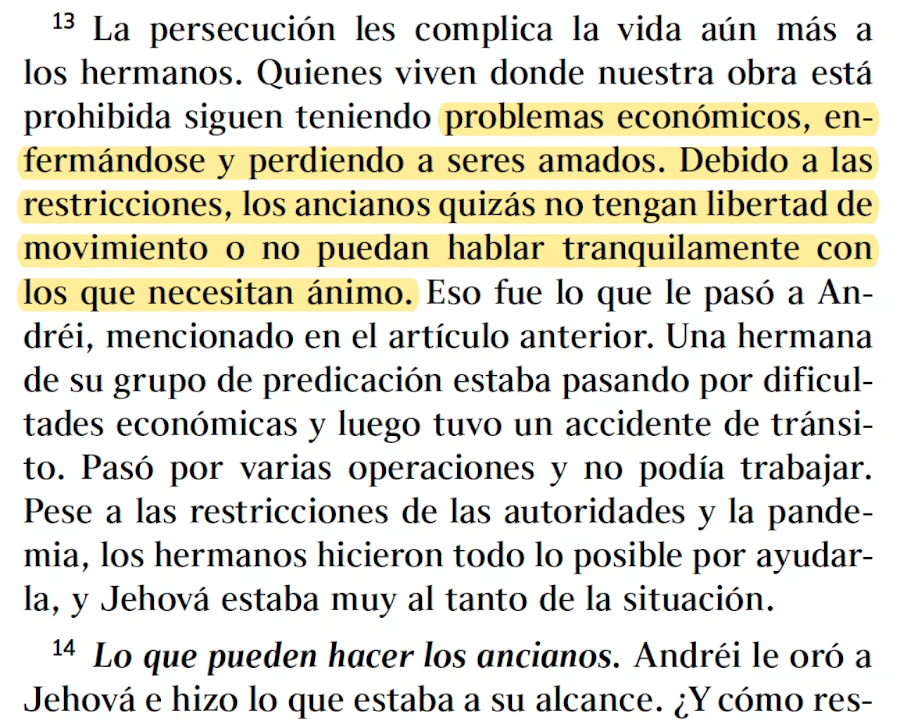 13 La persecución les complica la vida aún más a
los hermanos. Quienes viven donde nuestra obra está
prohibida siguen teniendo problemas económicos, en-
fermándose y perdiendo a seres amados. Debido a las
restricciones, los ancianos quizás no tengan libertad de
movimiento o no puedan hablar tranquilamente con
los que necesitan ánimo. Eso fue lo que le pasó a An-
dréi, mencionado en el artículo anterior. Una hermana
de su grupo de predicación estaba pasando por dificul-
tades económicas y luego tuvo un accidente de tránsi-
to. Pasó por varias operaciones y no podía trabajar.
Pese a las restricciones de las autoridades y la pande-
mia, los hermanos hicieron todo lo posible por ayudar-
la, y Jehová estaba muy al tanto de la situación.
14 Lo que pueden hacer los ancianos. Andréi le oró a
Jehová e hizo lo que estaba a su alcance. ¿Y cómo res-